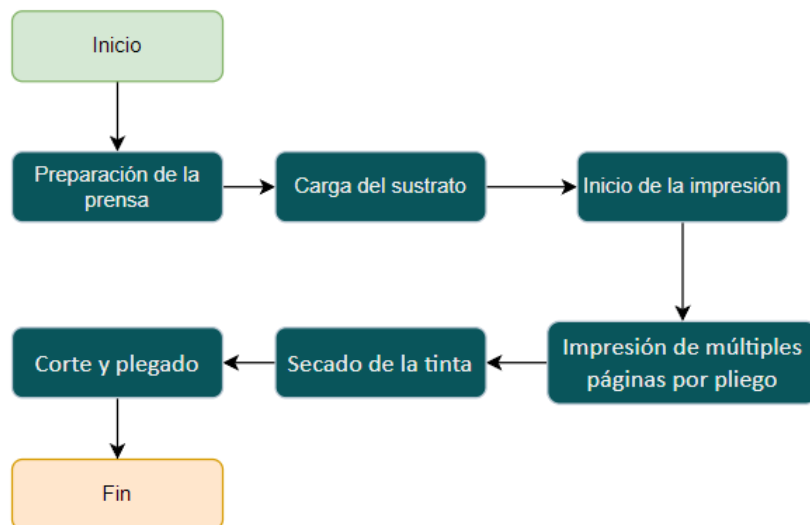 Inicio
Preparación de la
prensa
Carga del sustrato
Inicio de la impresión
Impresión de múltiples
páginas por pliego
Secado de la tinta
Corte y plegado
Fin